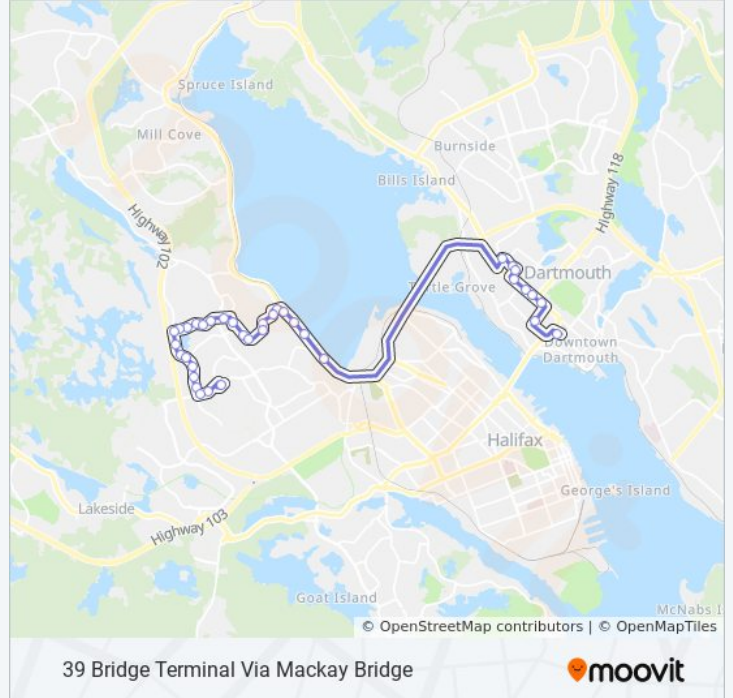 Spruce Island
Mill Cove
Burnside
Bills Island
Highway 118
Highway 102
Dartmouth
Turtle Grove
Downtown
Dartmouth
Halifax
George's Island
Lakeside
Highway 103
Goat Island
McNabs I
© OpenStreetMap contributors | © OpenMapTiles
39 Bridge Terminal Via Mackay Bridge
moovit